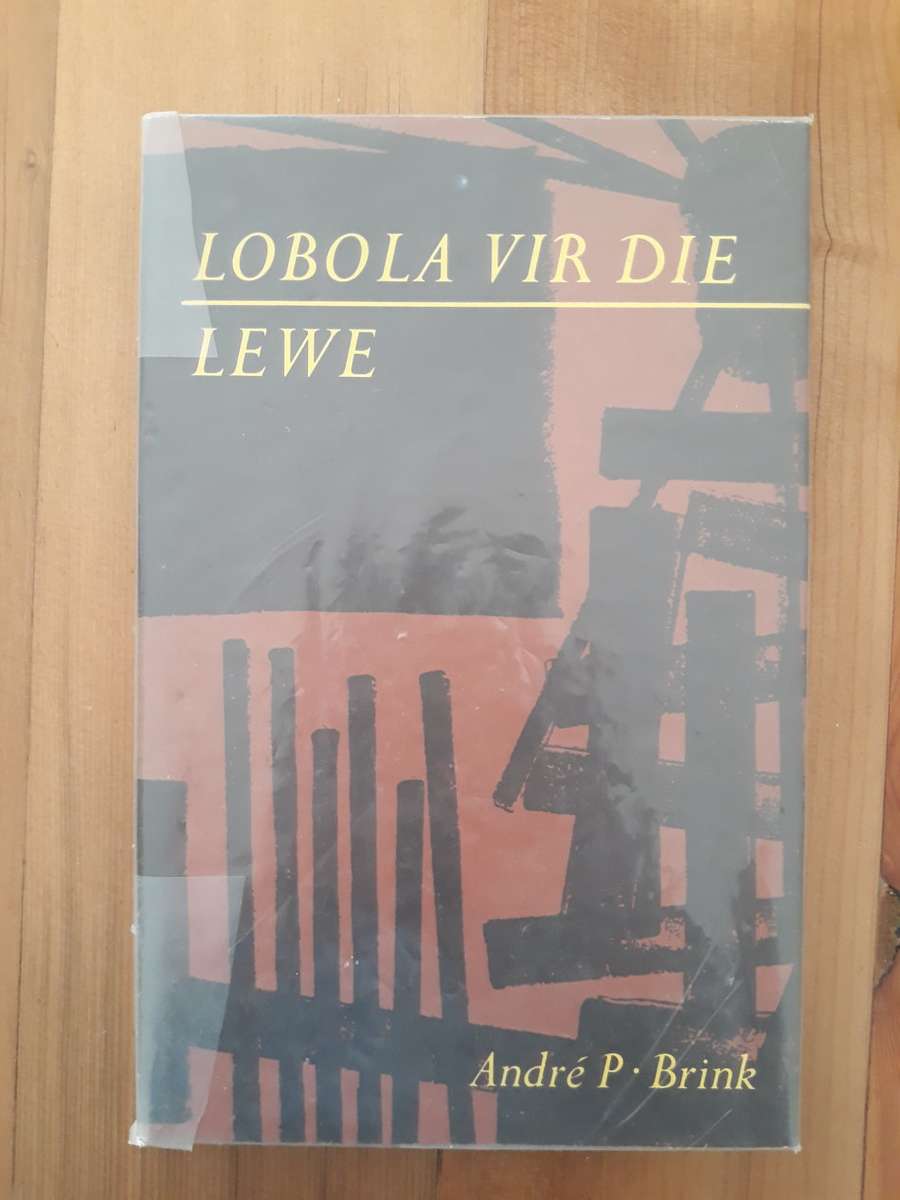 LOBOLA VIR DIE
LEWE
André P. Brink